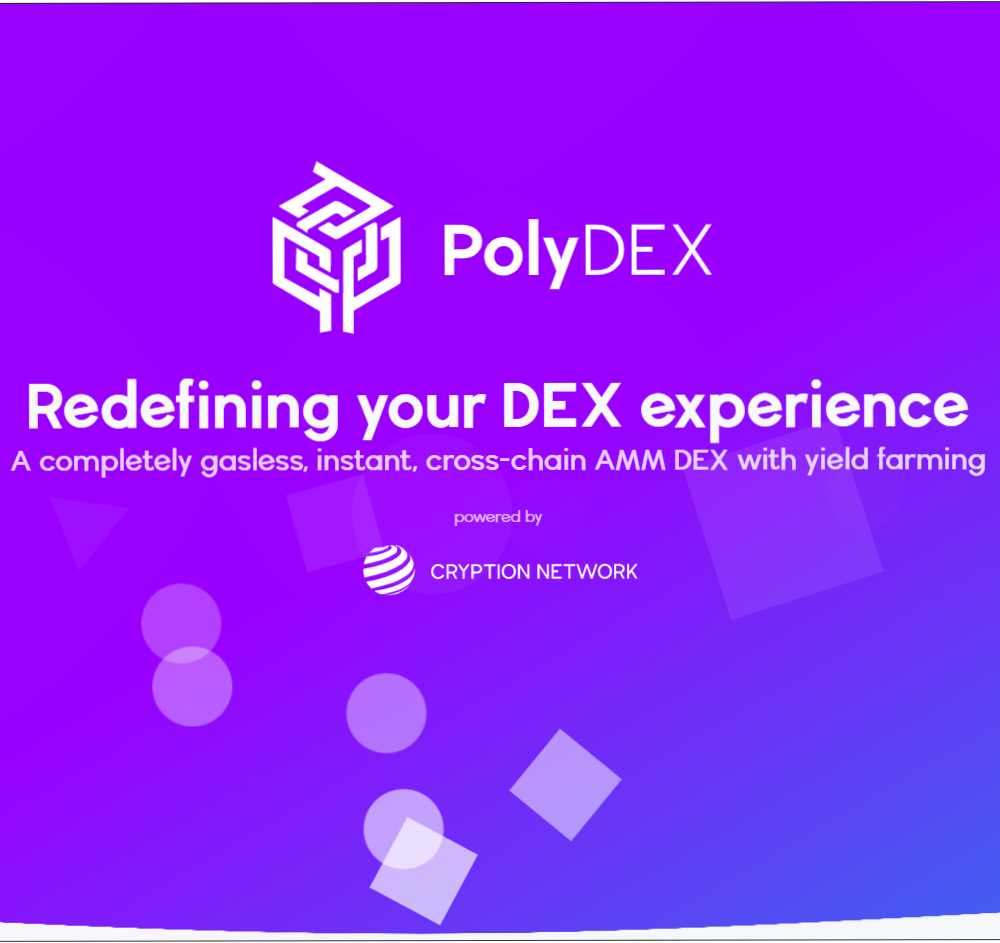 PolyDEX
Redefining your DEX experience
A completely gasless, instant, cross-chain AMM DEX with yield farming
powered by
CRYPTION NETWORK